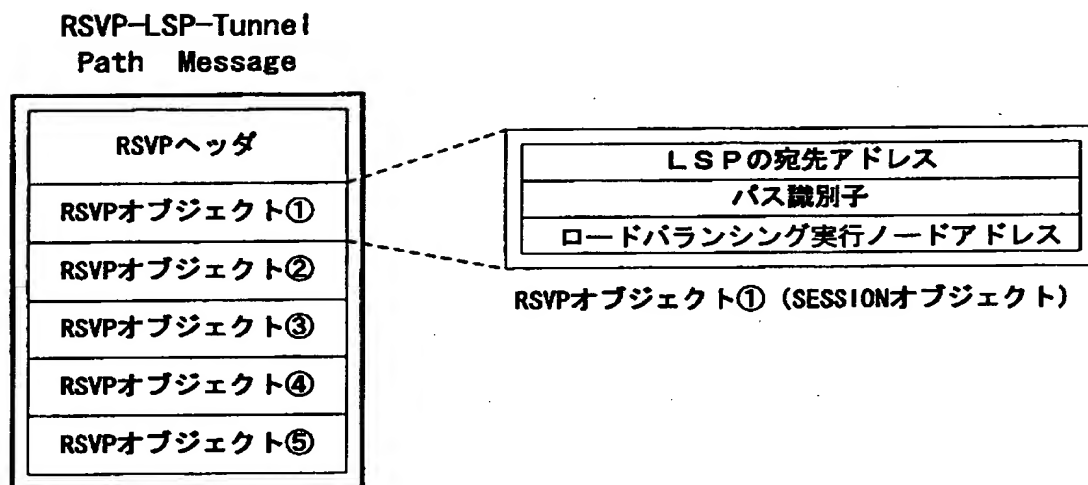 RSVP-LSP-Tunnel
Path Message
RSVPヘッダ
RSVPオブジェクト①
RSVPオブジェクト②
RSVPオブジェクト③
RSVPオブジェクト④
RSVPオブジェクト⑤
LSPの宛先アドレス
パス識別子
ロードバランシング実行ノードアドレス
RSVPオブジェクト①（SESSIONオブジェクト）